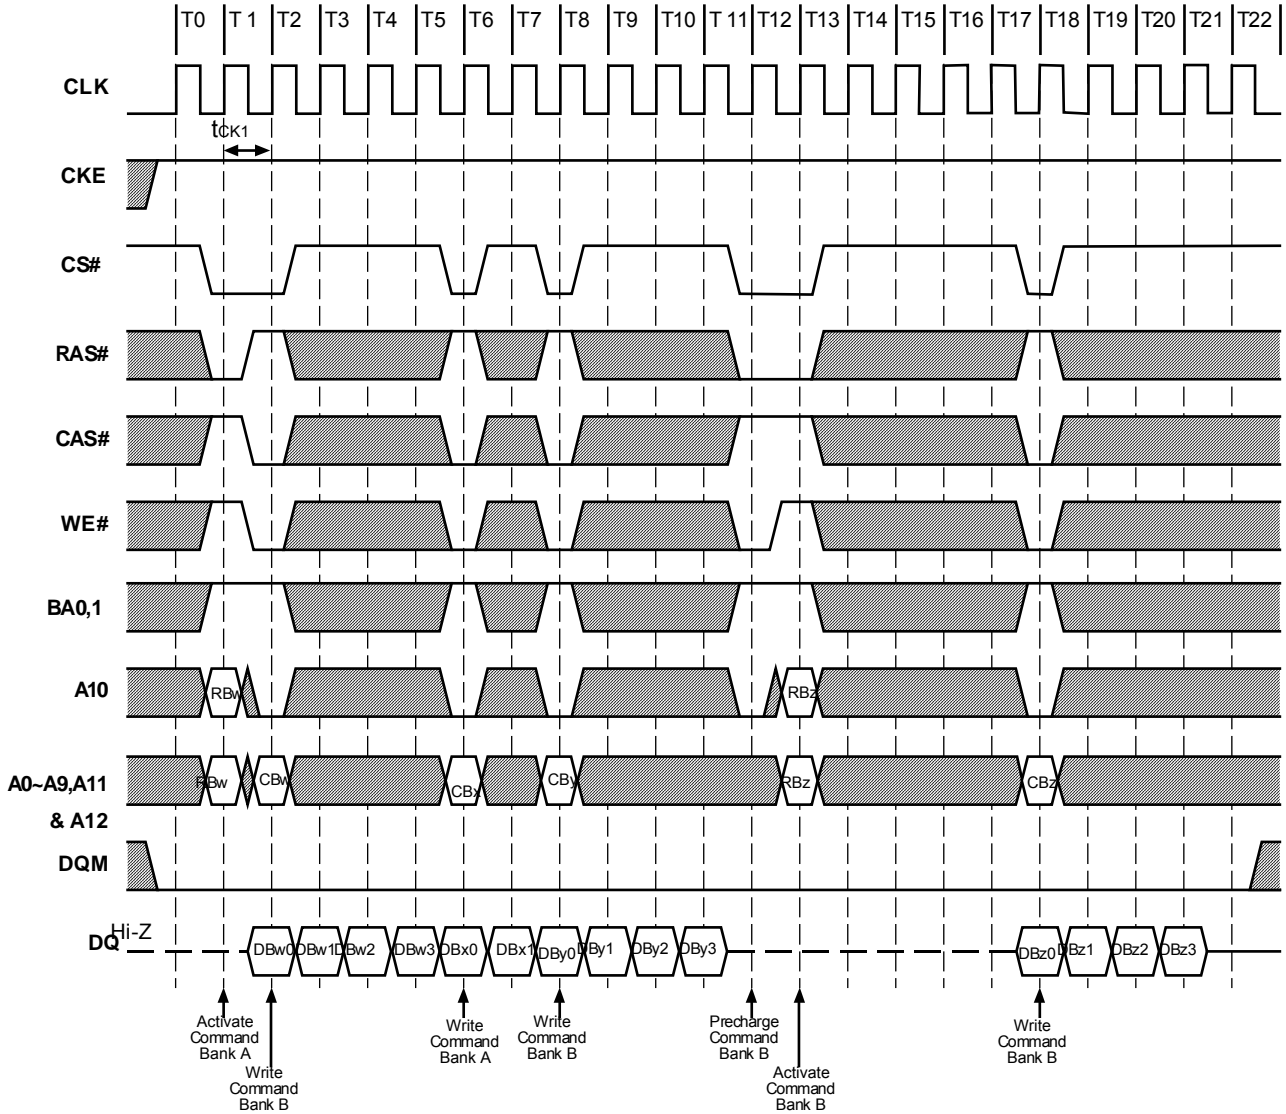 T0 T 1 T2 T3 T4 T5 T6 T7 T8 T9 T10 T 11 T12 T13 T14 T15 T16 T17 T18 T19 T20 T21 T22
CLK
tCK1
CKE
CS#
RAS#
CAS#
WE#
BA0,1
A10
RBw RBz
A0~A9,A11
& A12
RBw CBw CBx CBy RBz CBz
DQM
DQ
Hi-Z
DBw0 DBw1 DBw2 DBw3 DBx0 DBx1 DBy0 DBy1 DBy2 DBy3 DBz0 DBz1 DBz2 DBz3
Activate
Command
Bank A
Write
Command
Bank B
Write
Command
Bank A
Write
Command
Bank B
Precharge
Command
Bank B
Activate
Command
Bank B
Write
Command
Bank B